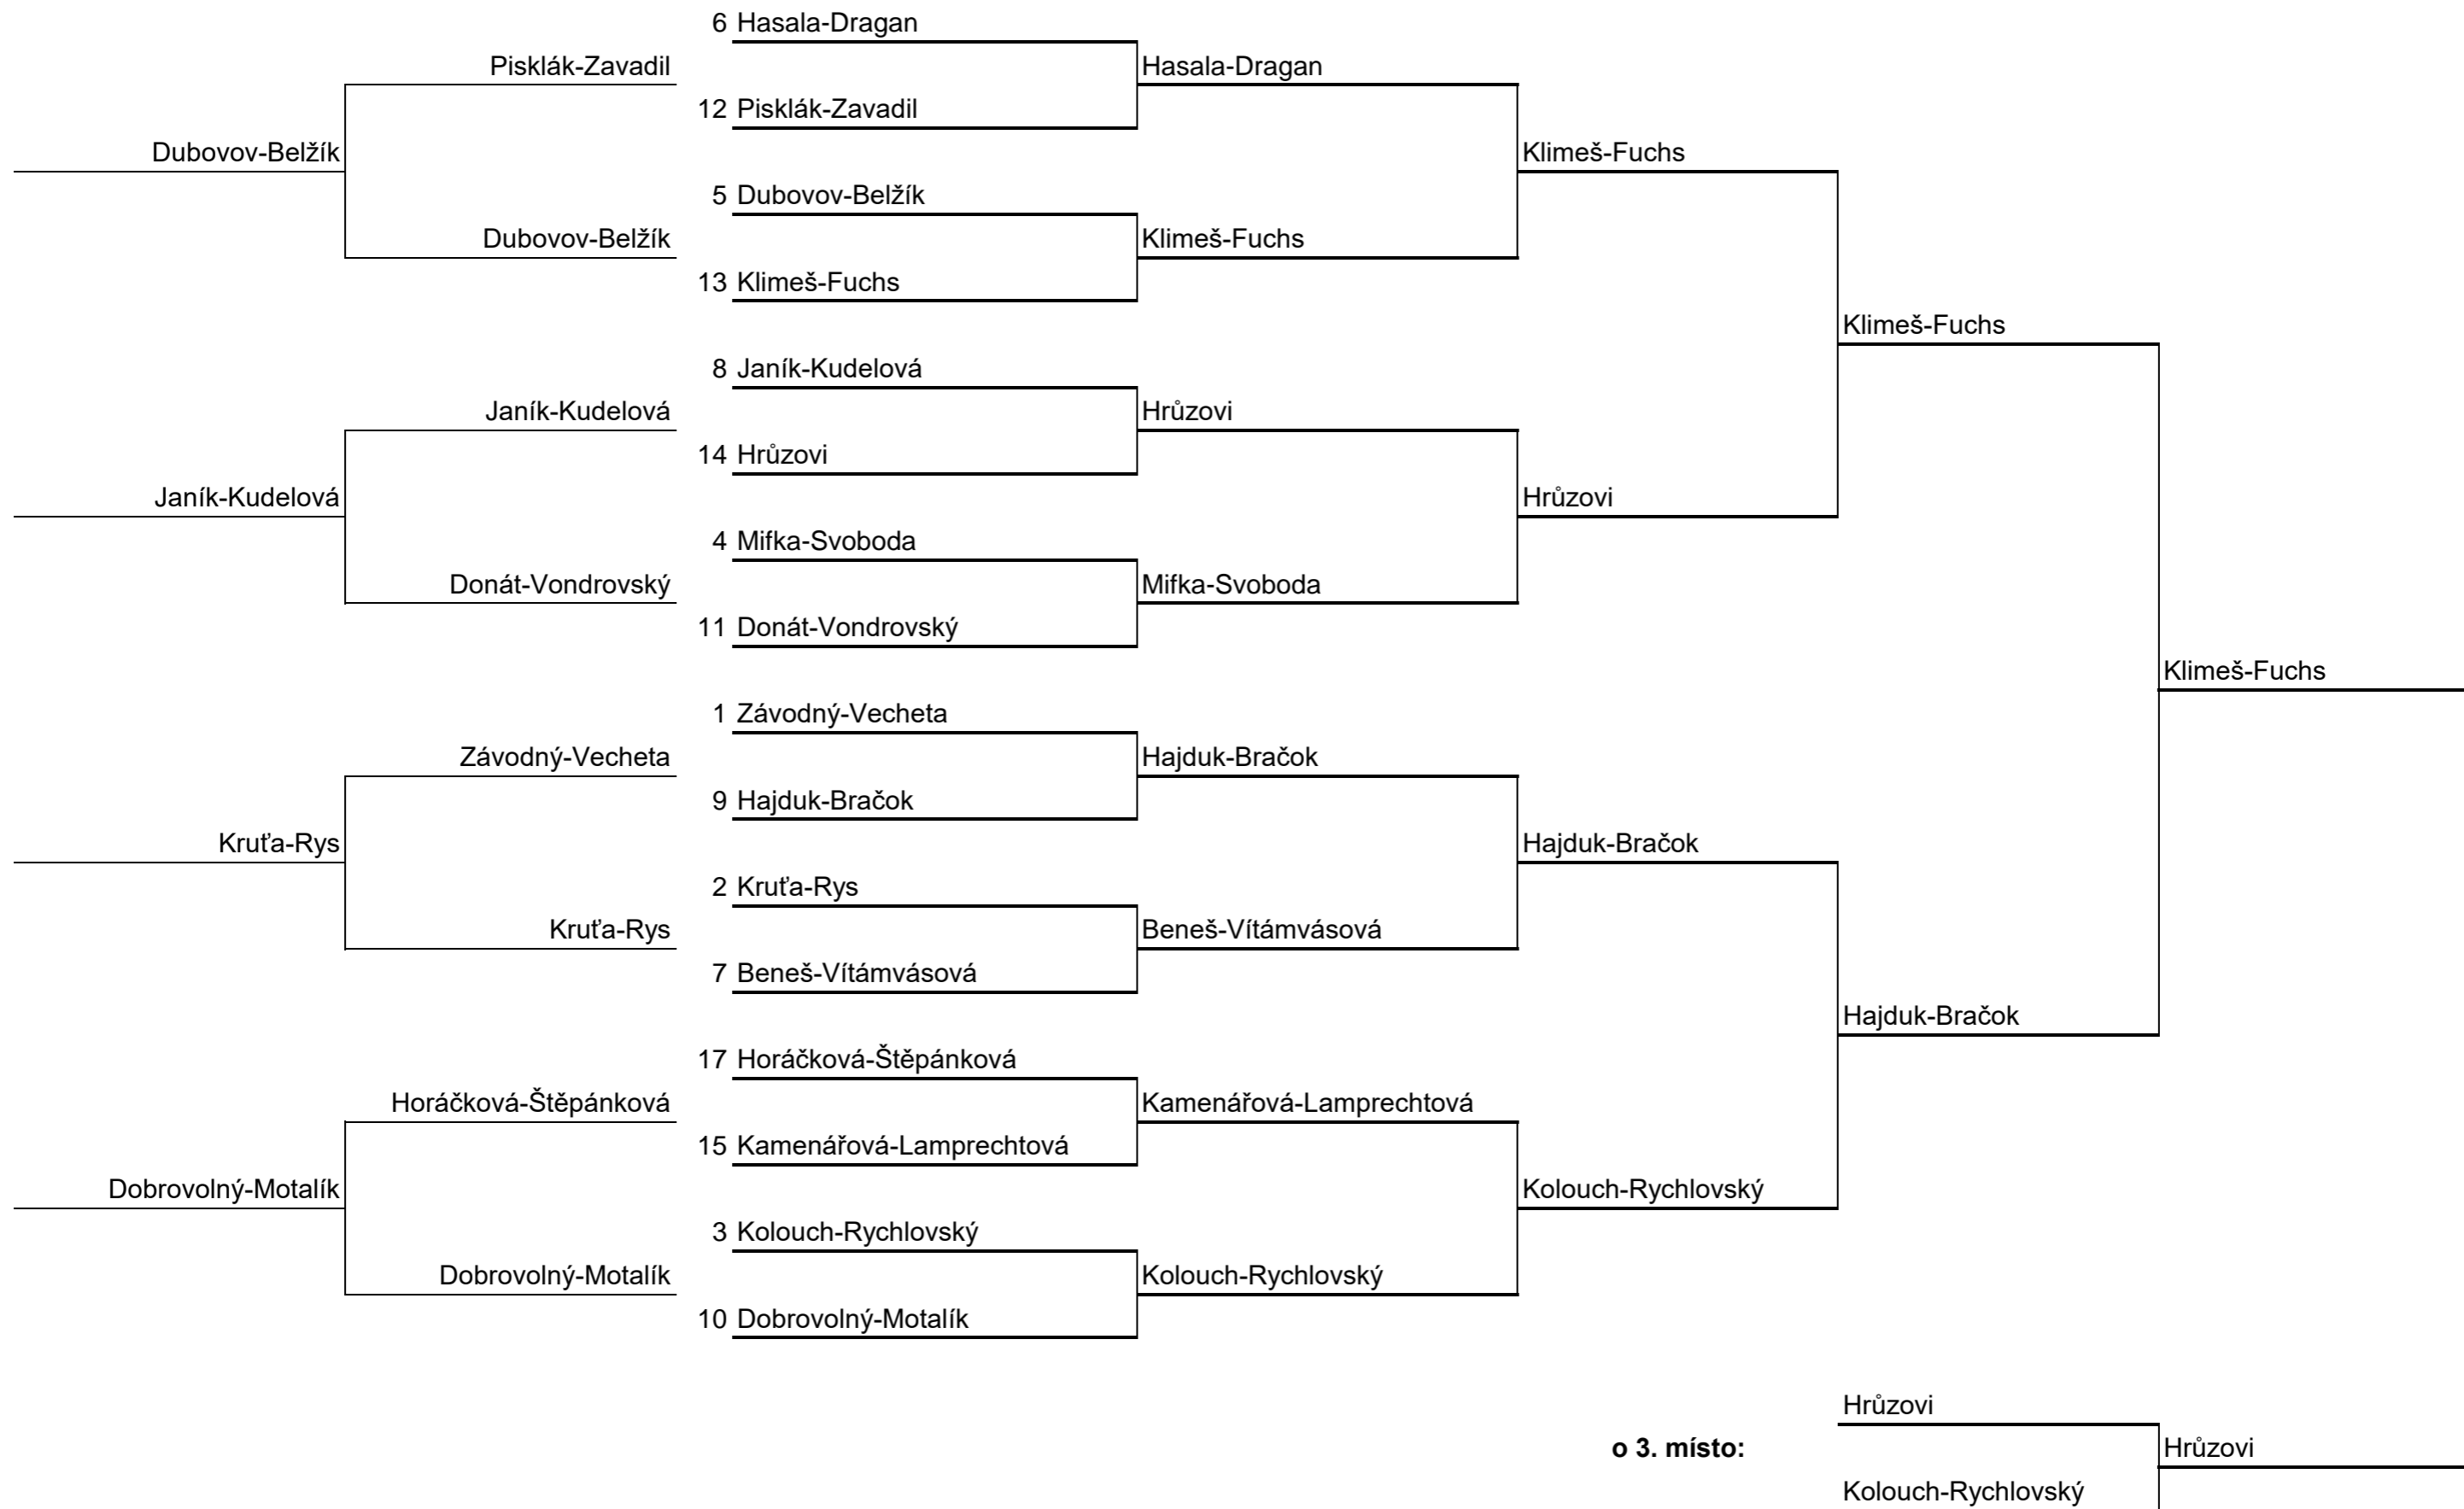 6 Hasala-Dragan
Pisklák-Zavadil
Hasala-Dragan
12 Pisklák-Zavadil
Dubovov-Belžík
Klimeš-Fuchs
5 Dubovov-Belžík
Dubovov-Belžík
Klimeš-Fuchs
13 Klimeš-Fuchs
Klimeš-Fuchs
8 Janík-Kudelová
Janík-Kudelová
Hrůzovi
14 Hrůzovi
Janík-Kudelová
Hrůzovi
4 Mifka-Svoboda
Donát-Vondrovský
Mifka-Svoboda
11 Donát-Vondrovský
Klimeš-Fuchs
1 Závodný-Vecheta
Závodný-Vecheta
Hajduk-Bračok
9 Hajduk-Bračok
Kruťa-Rys
Hajduk-Bračok
2 Kruťa-Rys
Kruťa-Rys
Beneš-Vítámvásová
7 Beneš-Vítámvásová
Hajduk-Bračok
17 Horáčková-Štěpánková
Horáčková-Štěpánková
Kamenářová-Lamprechtová
15 Kamenářová-Lamprechtová
Dobrovolný-Motalík
Kolouch-Rychlovský
3 Kolouch-Rychlovský
Dobrovolný-Motalík
Kolouch-Rychlovský
10 Dobrovolný-Motalík
Hrůzovi
o 3. místo:
Hrůzovi
Kolouch-Rychlovský